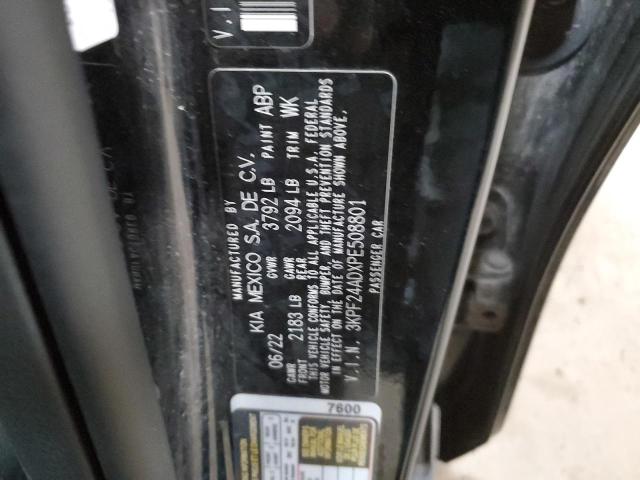 V.I
MANUFACTURED BY
KIA MEXICO S.A. DE C.V.
06/22 GVWR 3792 LB PAINT ABP
GAWR FRONT 2183 LB GAWR REAR 2094 LB TRIM WK
THIS VEHICLE CONFORMS TO ALL APPLICABLE U.S.A. FEDERAL
MOTOR VEHICLE SAFETY, BUMPER, AND THEFT PREVENTION STANDARDS
IN EFFECT ON THE DATE OF MANUFACTURE SHOWN ABOVE.
V.I.N. 3KPF24ADXPE508801
PASSENGER CAR
7600